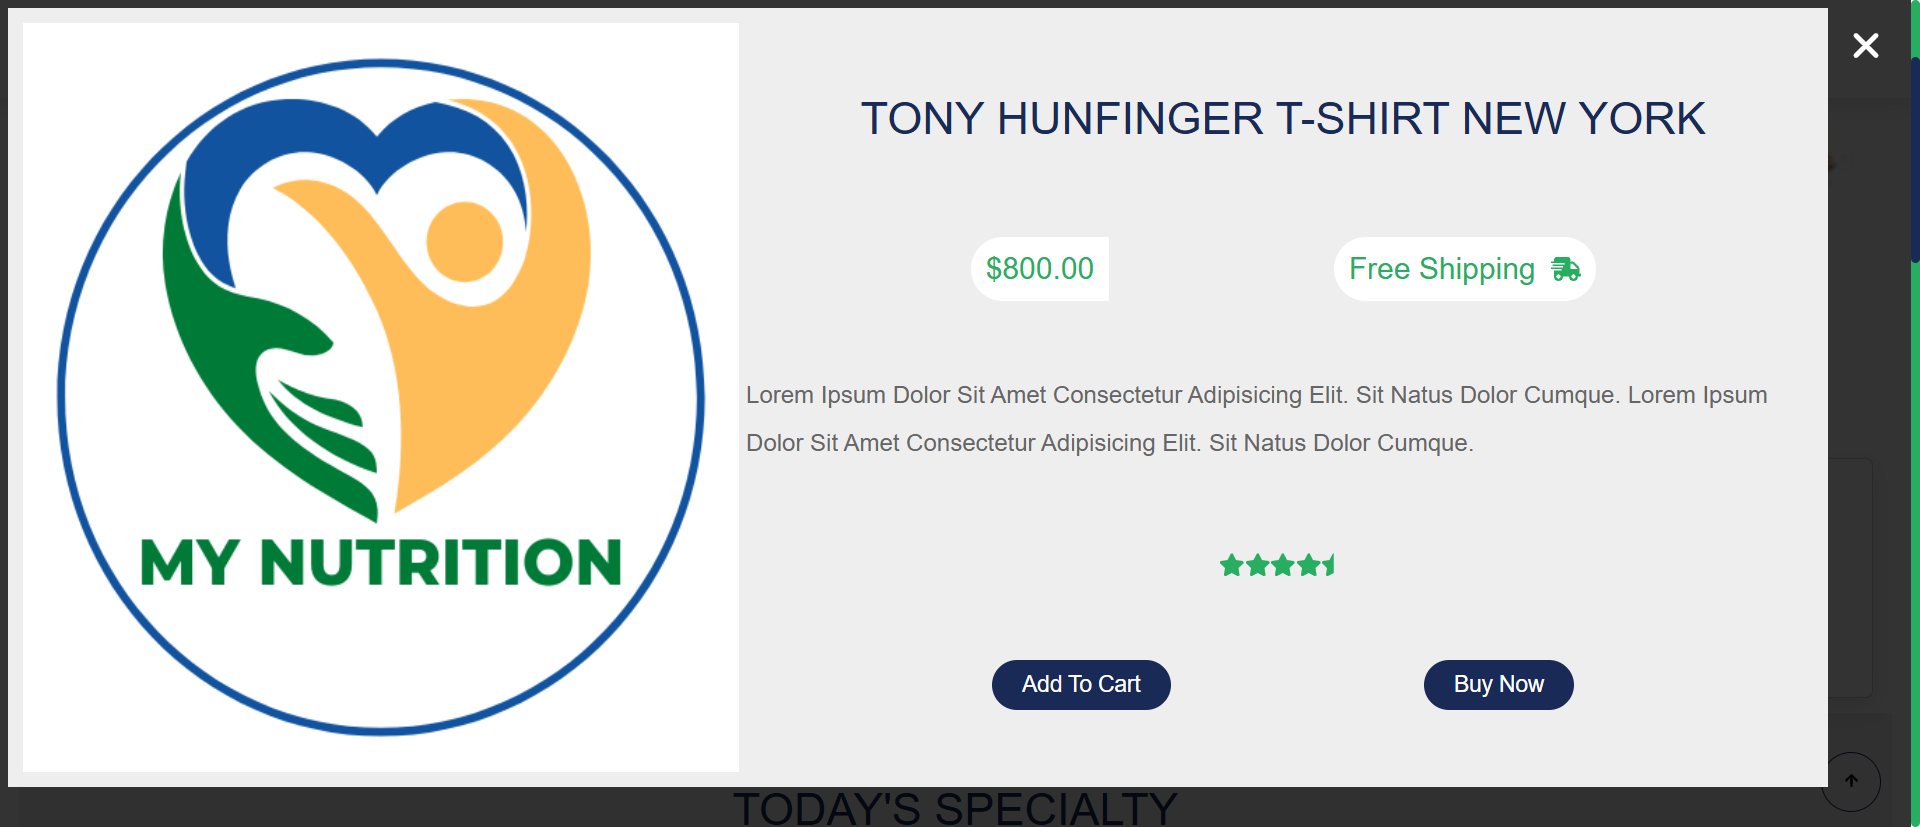 MY NUTRITION
TONY HUNFINGER T-SHIRT NEW YORK
$800.00
Free Shipping
Lorem Ipsum Dolor Sit Amet Consectetur Adipisicing Elit. Sit Natus Dolor Cumque. Lorem Ipsum
Dolor Sit Amet Consectetur Adipisicing Elit. Sit Natus Dolor Cumque.
Add To Cart
Buy Now
TODAY'S SPECIALTY